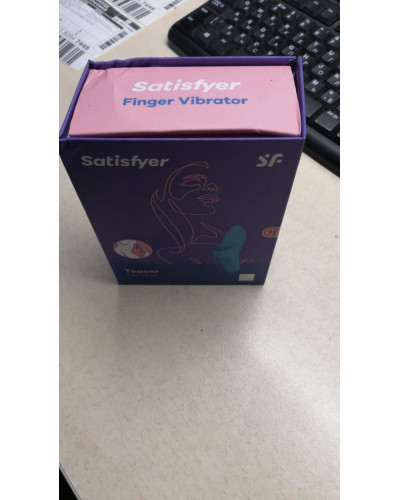 Satisfyer
Finger Vibrator
Satisfyer
SF
Teaser